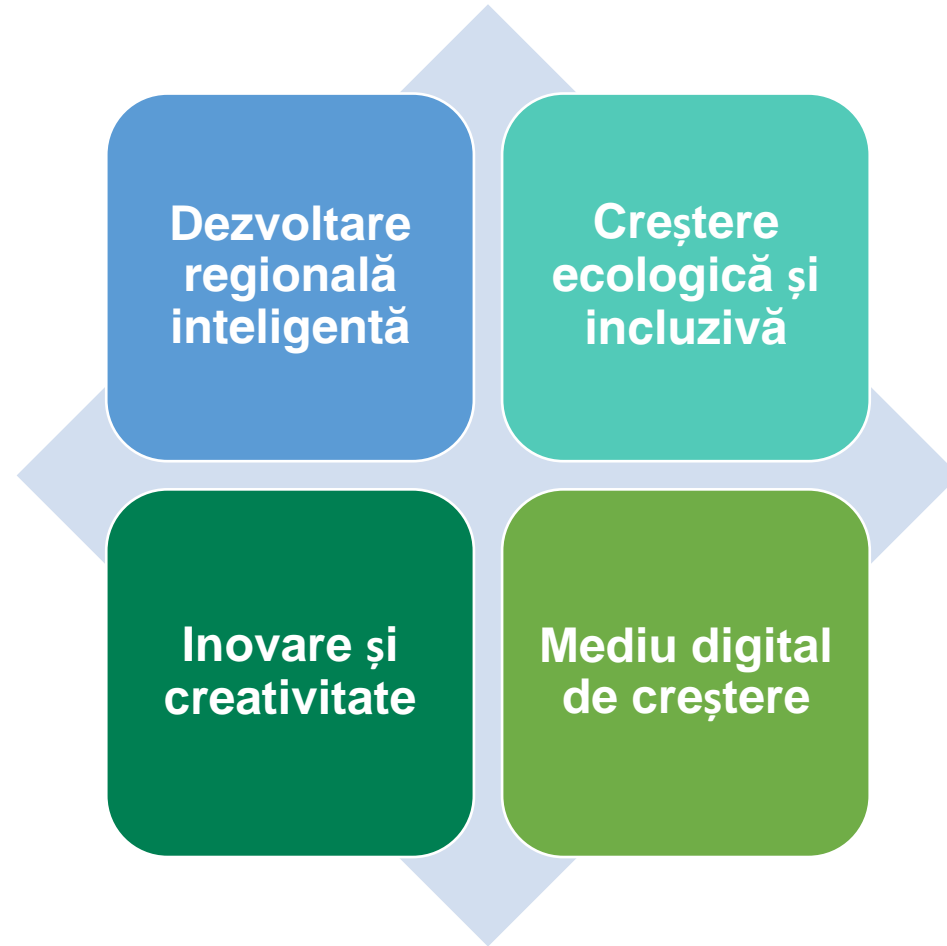 Dezvoltare
regională
inteligentă
Creștere
ecologică și
incluzivă
Inovare și
creativitate
Mediu digital
de creștere